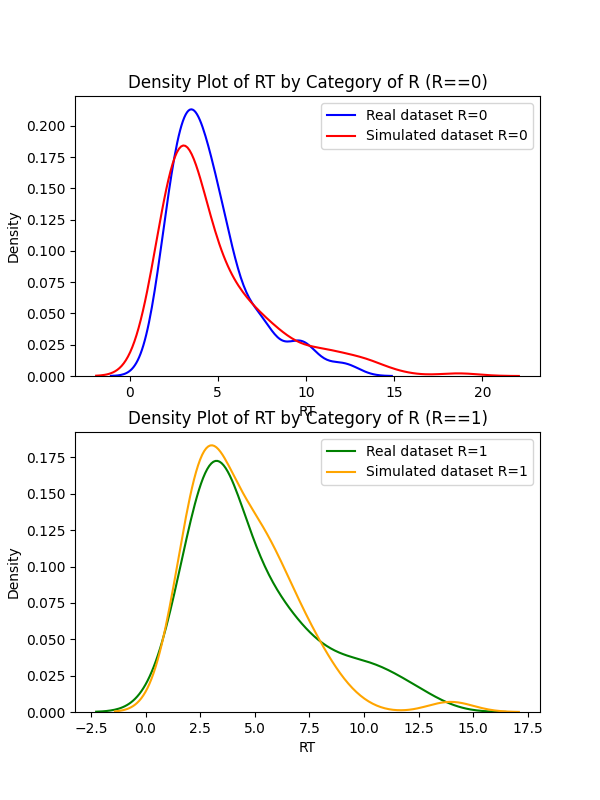 Density Plot of RT by Category of R (R==0)
Real dataset R=0
Simulated dataset R=0
Density
0.200
0.175
0.150
0.125
0.100
0.075
0.050
0.025
0.000
0 5 10 15 20
RT
Density Plot of RT by Category of R (R==1)
Real dataset R=1
Simulated dataset R=1
Density
0.175
0.150
0.125
0.100
0.075
0.050
0.025
0.000
−2.5 0.0 2.5 5.0 7.5 10.0 12.5 15.0 17.5
RT